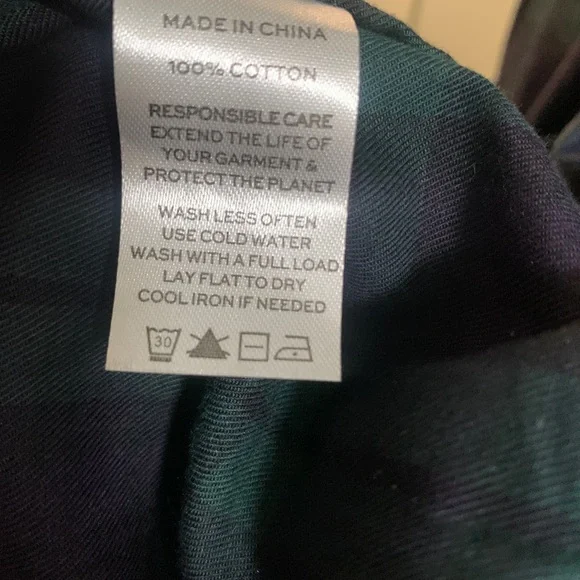 MADE IN CHINA
100% COTTON
RESPONSIBLE CARE
EXTEND THE LIFE OF
YOUR GARMENT &
PROTECT THE PLANET
WASH LESS OFTEN
USE COLD WATER
WASH WITH A FULL LOAD
LAY FLAT TO DRY
COOL IRON IF NEEDED
30